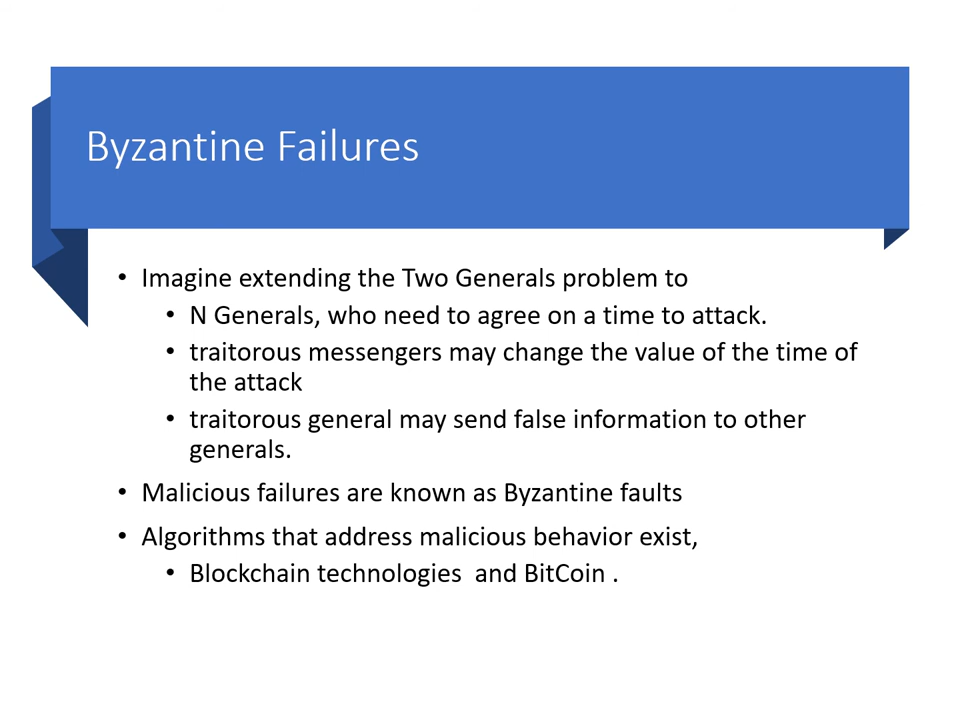 Byzantine Failures
• Imagine extending the Two Generals problem to
• N Generals, who need to agree on a time to attack.
• traitorous messengers may change the value of the time of
the attack
• traitorous general may send false information to other
generals.
• Malicious failures are known as Byzantine faults
• Algorithms that address malicious behavior exist,
• Blockchain technologies  and BitCoin .